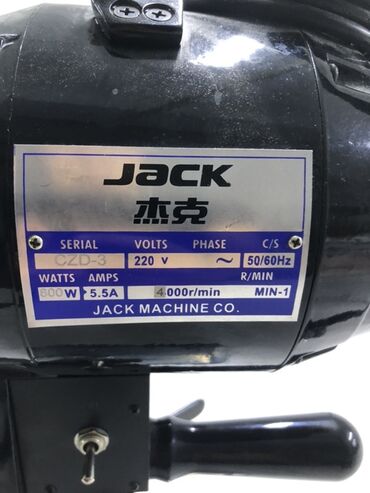 JACK
杰克
SERIAL VOLTS PHASE C/S
CZD-3 220 V ~ 50/60Hz
WATTS AMPS R/MIN
600W 5.5A 4000r/min MIN-1
JACK MACHINE CO.